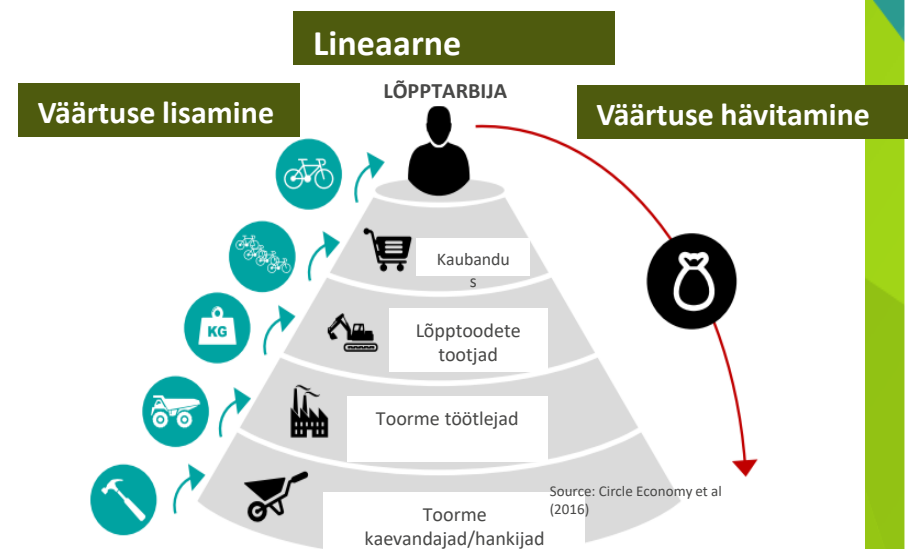 Lineaarne
Väärtuse lisamine
LÕPPTARBIJA
Väärtuse hävitamine
Kaubandu
s
KG
Lõpptoodete
tootjad
Toorme töötlejad
Source: Circle Economy et al
(2016)
Toorme
kaevandajad/hankijad